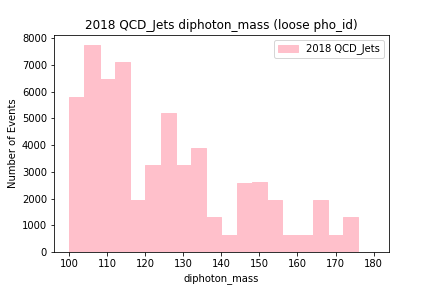 2018 QCD_Jets diphoton_mass (loose pho_id)
2018 QCD_Jets
Number of Events
8000
7000
6000
5000
4000
3000
2000
1000
0
100 110 120 130 140 150 160 170 180
diphoton_mass